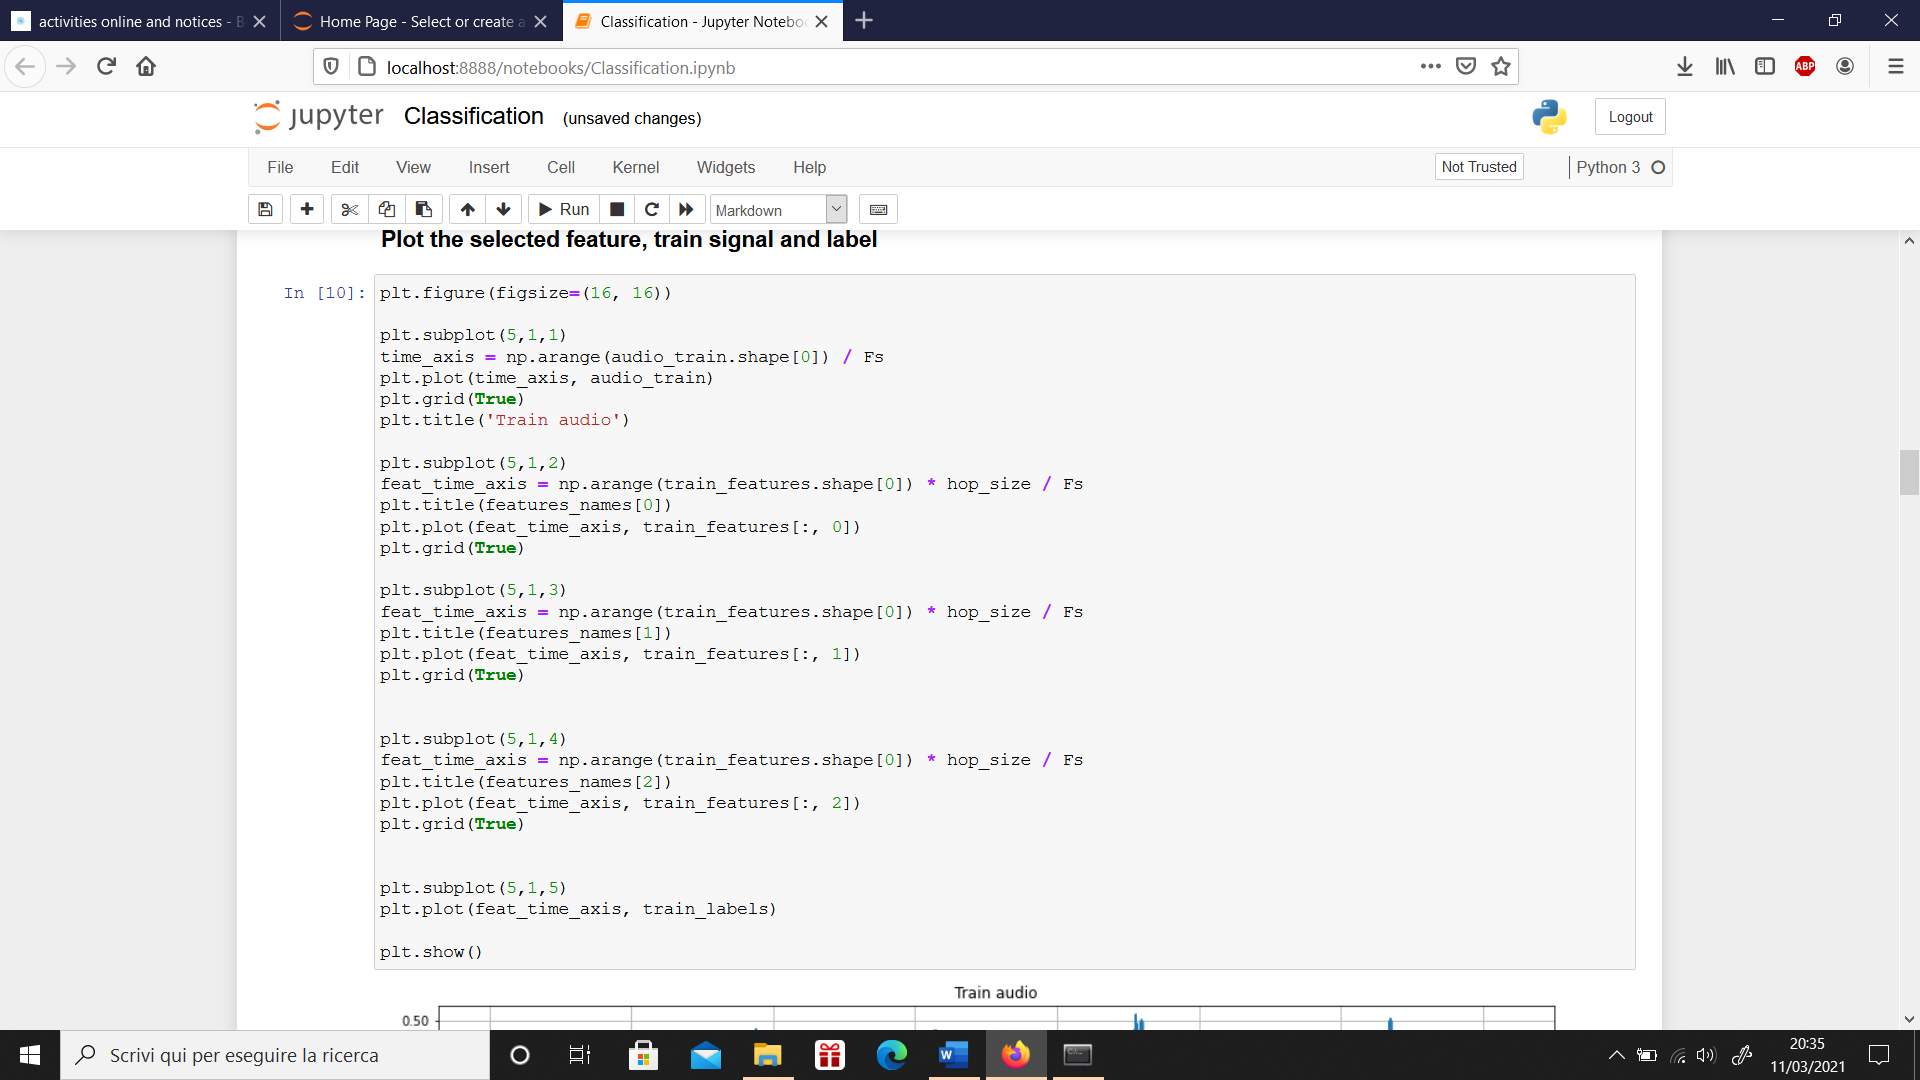 activities online and notices - B
Home Page - Select or create a
Classification - Jupyter Notebo
localhost:8888/notebooks/Classification.ipynb
ABP
jupyter Classification (unsaved changes)
Logout
File Edit View Insert Cell Kernel Widgets Help
Not Trusted
Python 3
Run
Markdown
Plot the selected feature, train signal and label
In [10]:
plt.figure(figsize=(16, 16))
plt.subplot(5,1,1)
time_axis = np.arange(audio_train.shape[0]) / Fs
plt.plot(time_axis, audio_train)
plt.grid(True)
plt.title('Train audio')
plt.subplot(5,1,2)
feat_time_axis = np.arange(train_features.shape[0]) * hop_size / Fs
plt.title(features_names[0])
plt.plot(feat_time_axis, train_features[:, 0])
plt.grid(True)
plt.subplot(5,1,3)
feat_time_axis = np.arange(train_features.shape[0]) * hop_size / Fs
plt.title(features_names[1])
plt.plot(feat_time_axis, train_features[:, 1])
plt.grid(True)
plt.subplot(5,1,4)
feat_time_axis = np.arange(train_features.shape[0]) * hop_size / Fs
plt.title(features_names[2])
plt.plot(feat_time_axis, train_features[:, 2])
plt.grid(True)
plt.subplot(5,1,5)
plt.plot(feat_time_axis, train_labels)
plt.show()
Train audio
0.50
Scrivi qui per eseguire la ricerca
W
20:35
11/03/2021